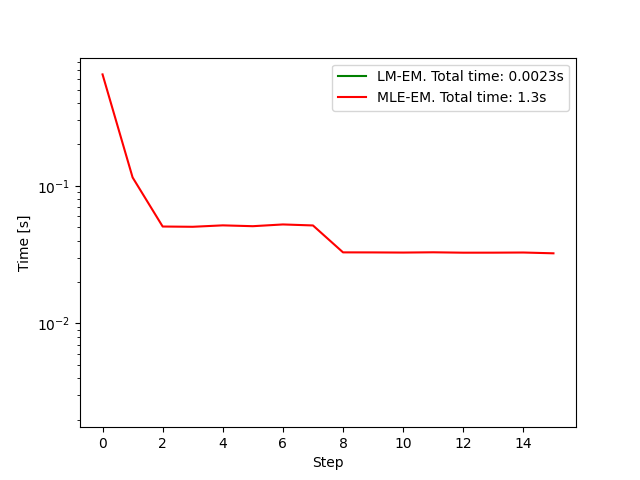 LM-EM. Total time: 0.0023s
MLE-EM. Total time: 1.3s
10⁻¹
10⁻²
Time [s]
0 2 4 6 8 10 12 14
Step